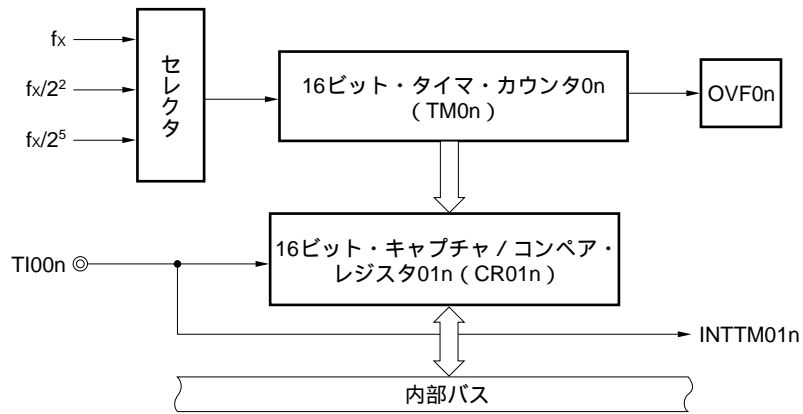 fX
fX/2²
fX/2⁵
セレクタ
16ビット・タイマ・カウンタ0n
（TM0n）
OVF0n
TI00n
16ビット・キャプチャ／コンペア・
レジスタ01n（CR01n）
INTTM01n
内部バス